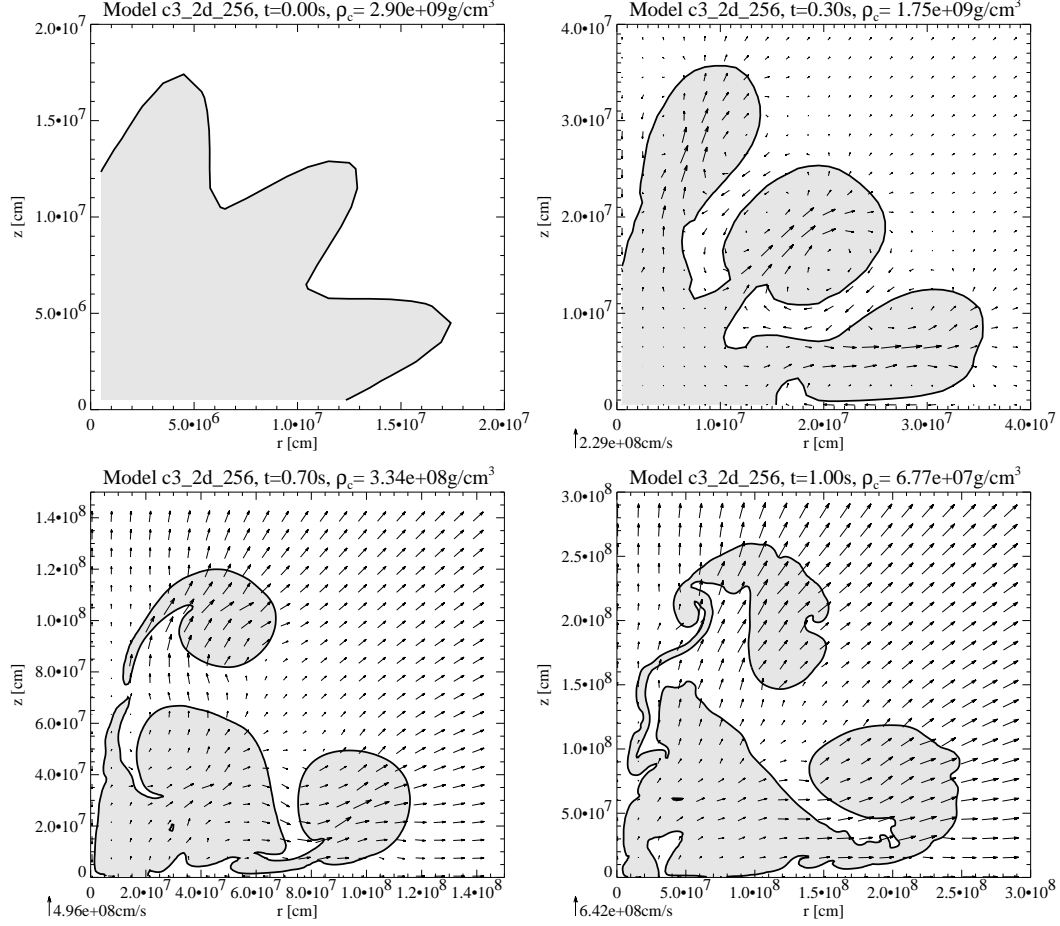 Model c3_2d_256, t=0.00s, ρc= 2.90e+09g/cm³
2.0•10⁷
1.5•10⁷
1.0•10⁷
5.0•10⁶
0
z [cm]
0 5.0•10⁶ 1.0•10⁷ 1.5•10⁷ 2.0•10⁷
r [cm]
Model c3_2d_256, t=0.30s, ρc= 1.75e+09g/cm³
4.0•10⁷
3.0•10⁷
2.0•10⁷
1.0•10⁷
0
z [cm]
0 1.0•10⁷ 2.0•10⁷ 3.0•10⁷ 4.0•10⁷
2.29e+08cm/s
r [cm]
Model c3_2d_256, t=0.70s, ρc= 3.34e+08g/cm³
1.4•10⁸
1.2•10⁸
1.0•10⁸
8.0•10⁷
6.0•10⁷
4.0•10⁷
2.0•10⁷
0
z [cm]
0 2.0•10⁷ 4.0•10⁷ 6.0•10⁷ 8.0•10⁷ 1.0•10⁸ 1.2•10⁸ 1.4•10⁸
4.96e+08cm/s
r [cm]
Model c3_2d_256, t=1.00s, ρc= 6.77e+07g/cm³
3.0•10⁸
2.5•10⁸
2.0•10⁸
1.5•10⁸
1.0•10⁸
5.0•10⁷
0
z [cm]
0 5.0•10⁷ 1.0•10⁸ 1.5•10⁸ 2.0•10⁸ 2.5•10⁸ 3.0•10⁸
6.42e+08cm/s
r [cm]